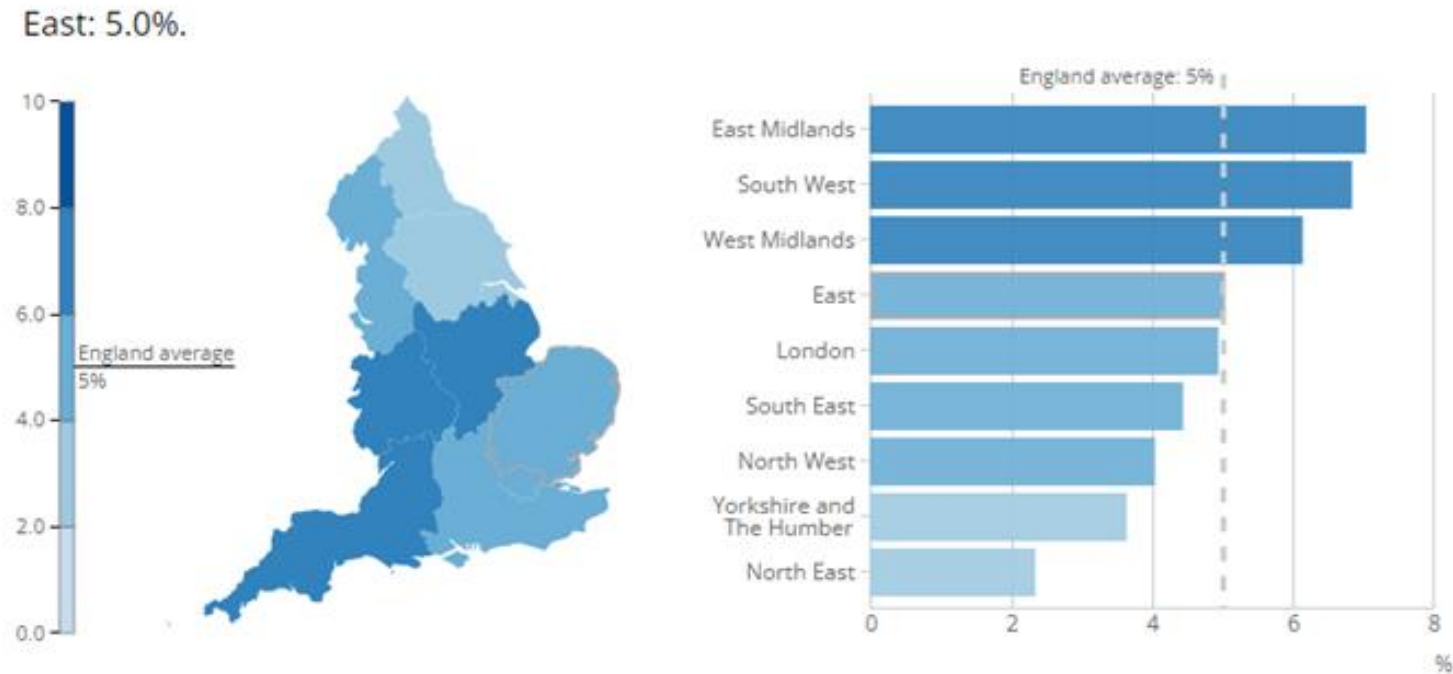 East: 5.0%.
10
8.0
6.0
England average
5%
4.0
2.0
0.0
England average: 5%
East Midlands
South West
West Midlands
East
London
South East
North West
Yorkshire and
The Humber
North East
0 2 4 6 8
%